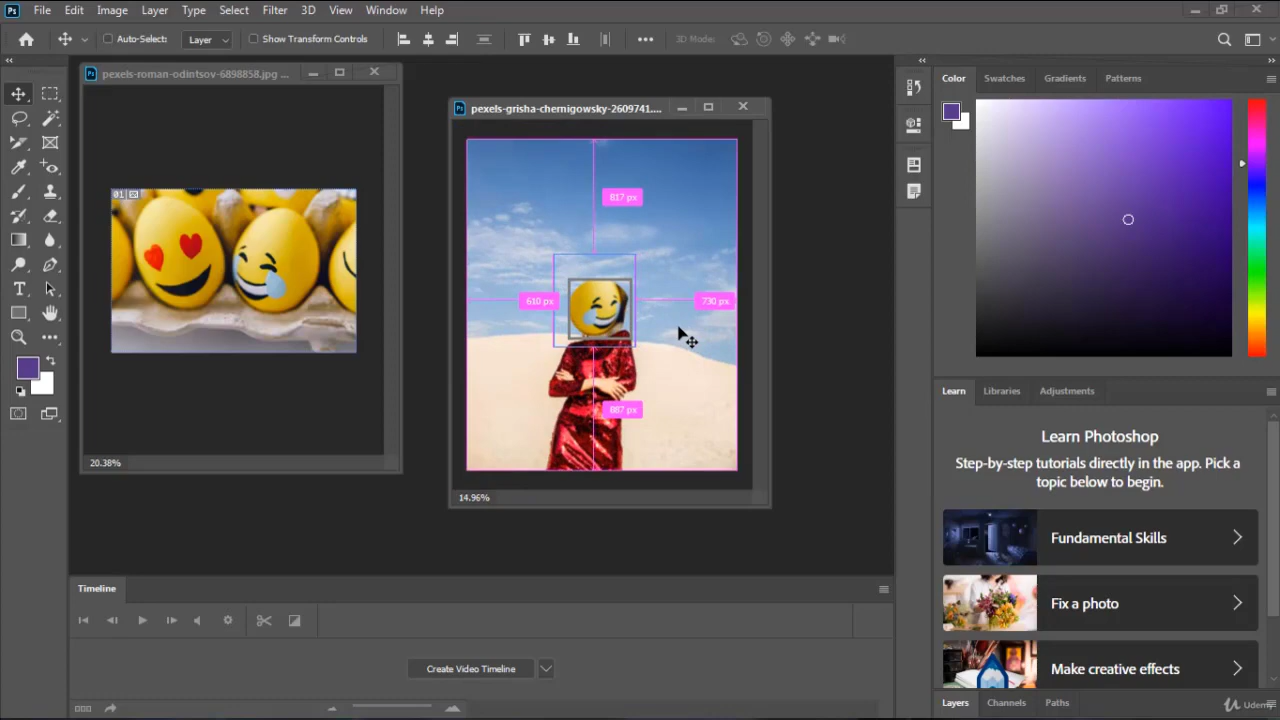 Ps File Edit Image Layer Type Select Filter 3D View Window Help
Auto-Select: Layer Show Transform Controls 3D Mode:
pexels-roman-odintsov-6898858.jpg ...
01
20.38%
pexels-grisha-chernigowsky-2609741....
817 px
610 px
730 px
887 px
14.96%
Color Swatches Gradients Patterns
Learn Libraries Adjustments
Learn Photoshop
Step-by-step tutorials directly in the app. Pick a
topic below to begin.
Fundamental Skills
Fix a photo
Make creative effects
Timeline
Create Video Timeline
Layers Channels Paths
Udemy